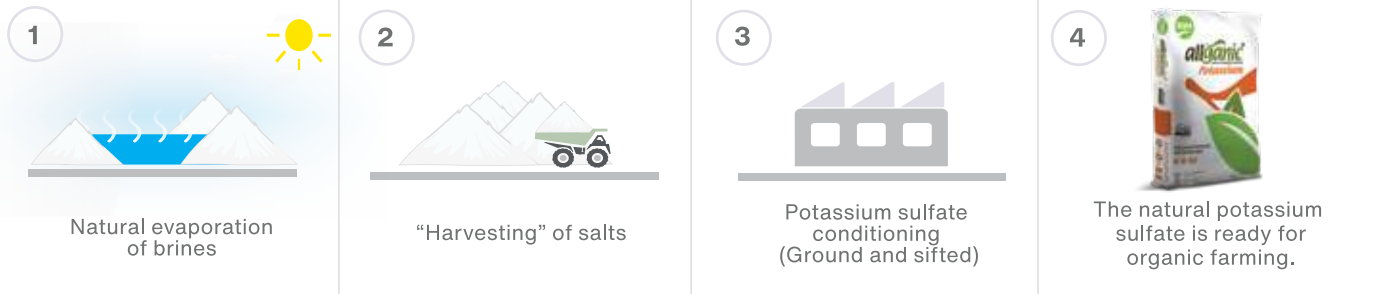 1
Natural evaporation
of brines
2
“Harvesting” of salts
3
Potassium sulfate
conditioning
(Ground and sifted)
4
allganic
Potassium
The natural potassium
sulfate is ready for
organic farming.